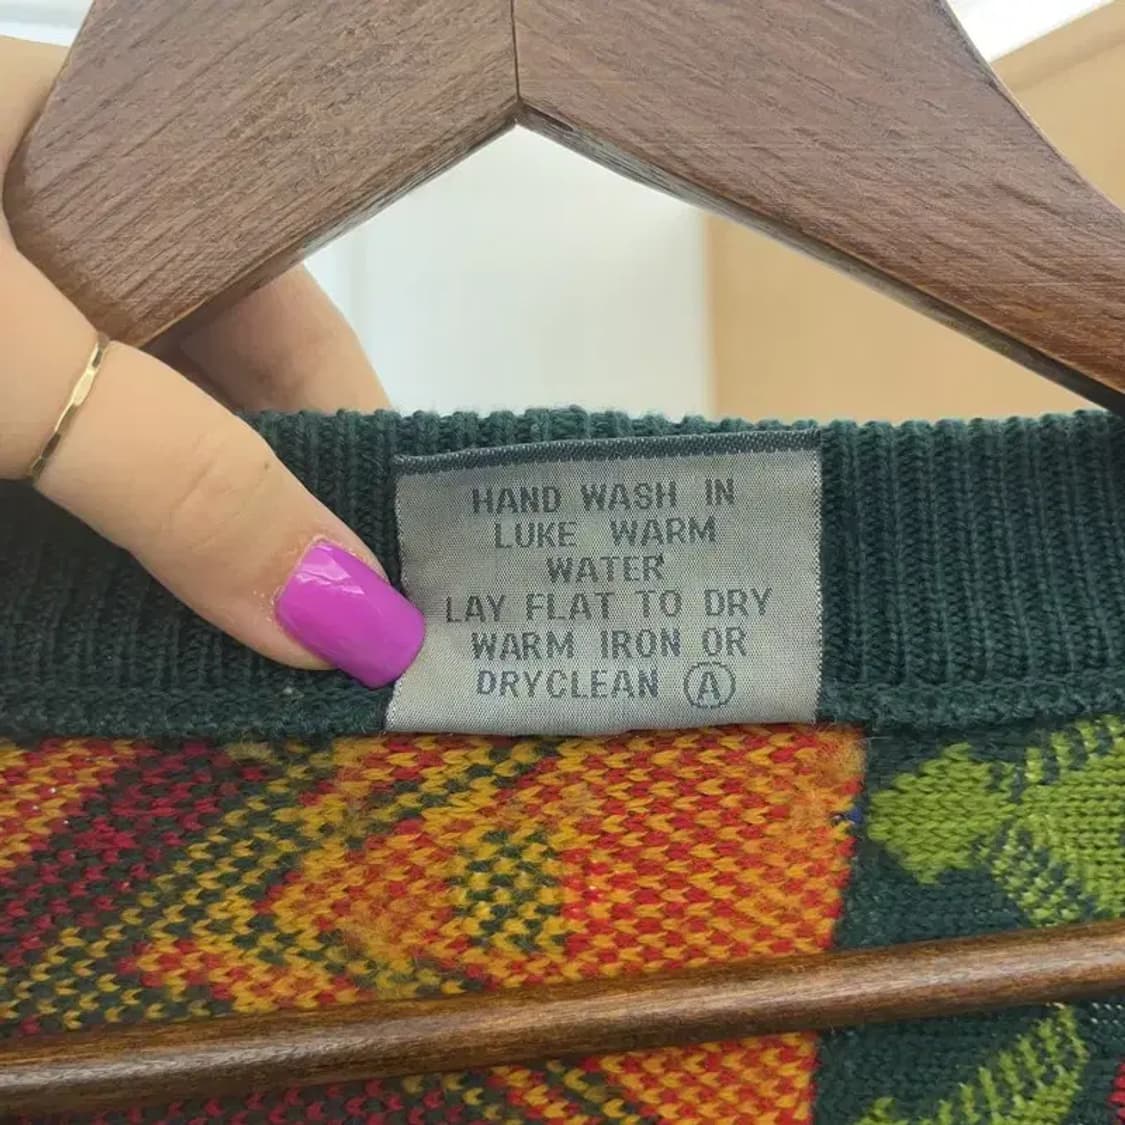 HAND WASH IN
LUKE WARM
WATER
LAY FLAT TO DRY
WARM IRON OR
DRYCLEAN Ⓐ